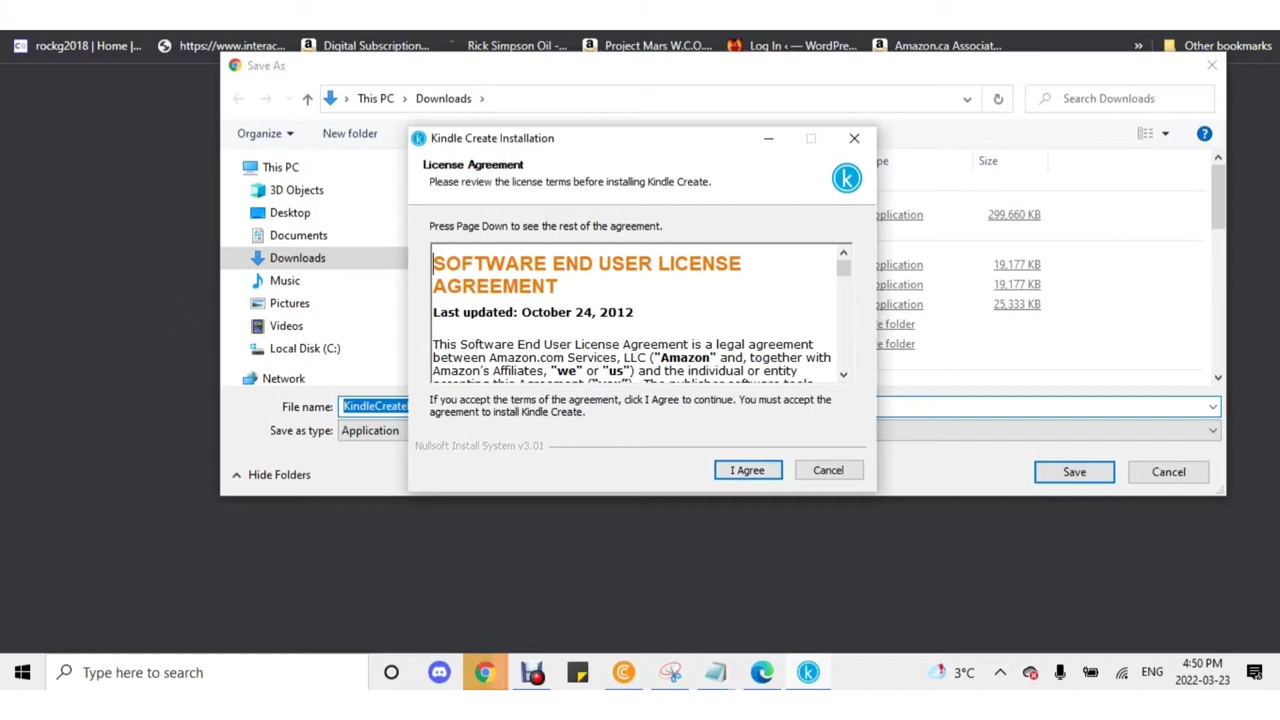 rockg2018 | Home |... https://www.interac... Digital Subscription... Rick Simpson Oil -... Project Mars W.C.O.... Log In ‹ — WordPre... Amazon.ca Associat... » Other bookmarks
Save As
This PC › Downloads › Search Downloads
Organize New folder
Kindle Create Installation
License Agreement
Please review the license terms before installing Kindle Create.
Size
This PC
3D Objects
Desktop
Documents
Downloads
Music
Pictures
Videos
Local Disk (C:)
Network
299,660 KB
19,177 KB
19,177 KB
25,333 KB
Press Page Down to see the rest of the agreement.
SOFTWARE END USER LICENSE
AGREEMENT
Last updated: October 24, 2012
This Software End User License Agreement is a legal agreement
between Amazon.com Services, LLC ("Amazon" and, together with
Amazon's Affiliates, "we" or "us") and the individual or entity
If you accept the terms of the agreement, click I Agree to continue. You must accept the
agreement to install Kindle Create.
Nullsoft Install System v3.01
I Agree Cancel
File name: KindleCreate
Save as type: Application
Hide Folders Save Cancel
Type here to search 3°C ENG 4:50 PM
2022-03-23